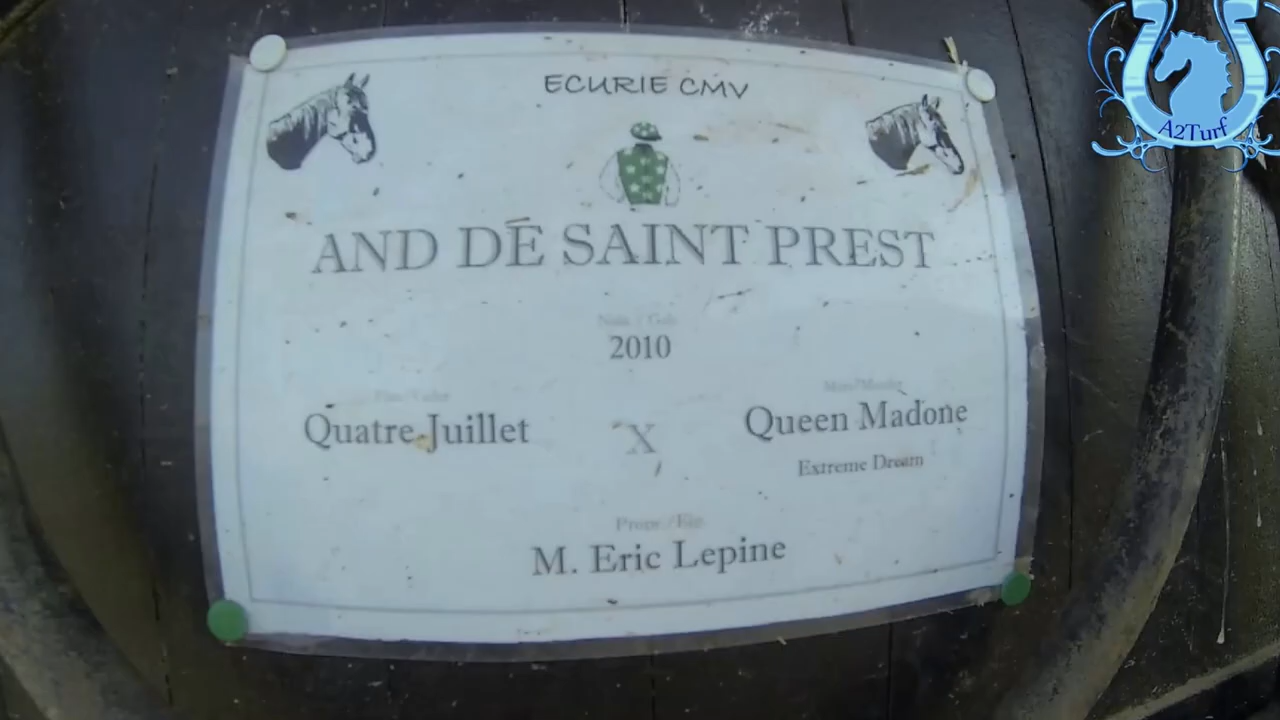 ECURIE CMV
A2Turf
AND DÉ SAINT PREST
2010
Quatre Juillet
X
Queen Madone
Extreme Dream
M. Eric Lepine